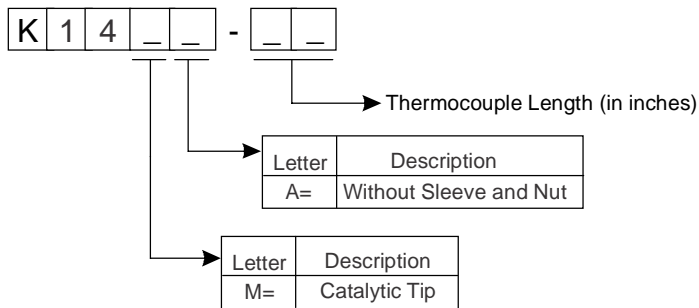 K 1 4 _ _ - _ _
Thermocouple Length (in inches)
Letter Description
A= Without Sleeve and Nut
Letter Description
M= Catalytic Tip